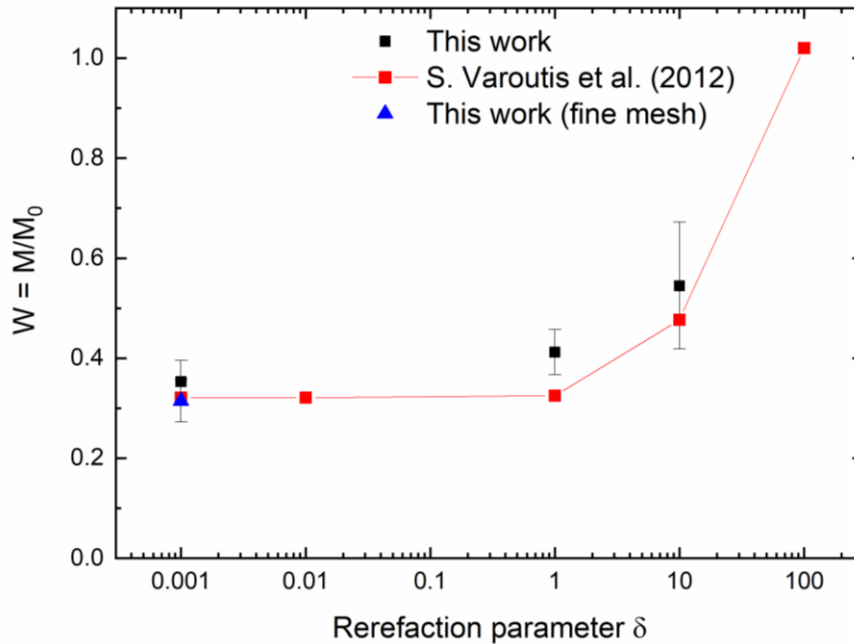 This work
S. Varoutis et al. (2012)
This work (fine mesh)
1.0
0.8
0.6
0.4
0.2
0.0
W = M/M₀
0.001 0.01 0.1 1 10 100
Rerefaction parameter δ